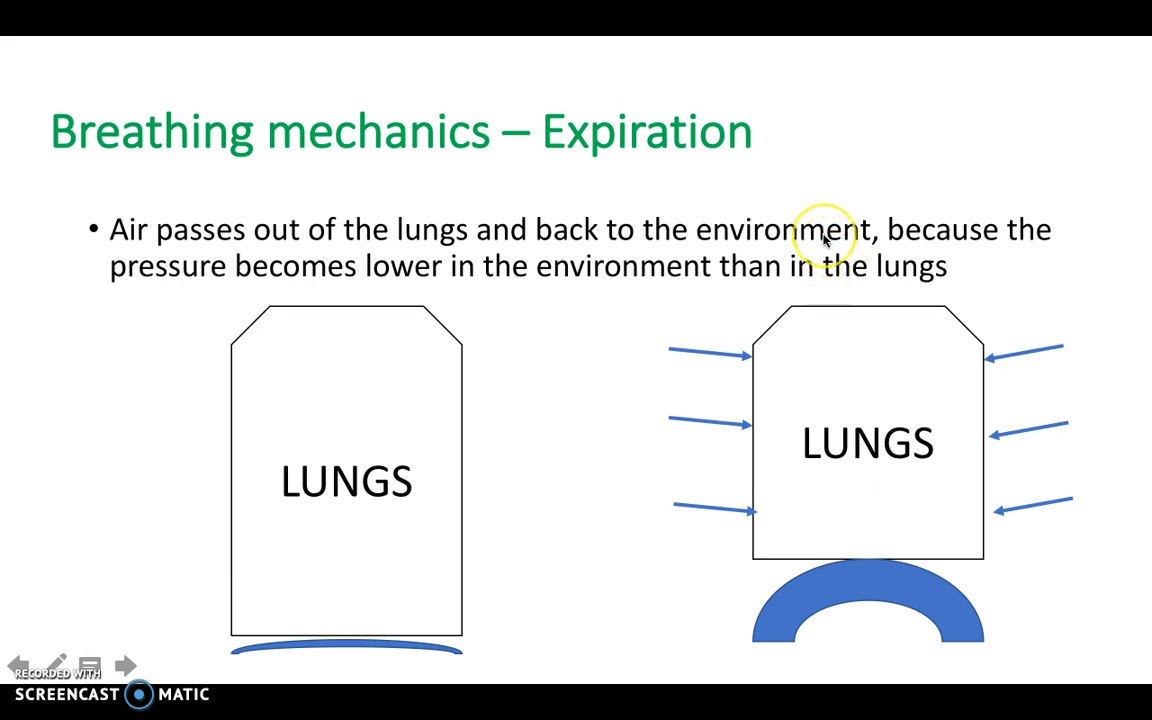 Breathing mechanics – Expiration
• Air passes out of the lungs and back to the environment, because the
pressure becomes lower in the environment than in the lungs
LUNGS
LUNGS
RECORDED WITH
SCREENCAST MATIC